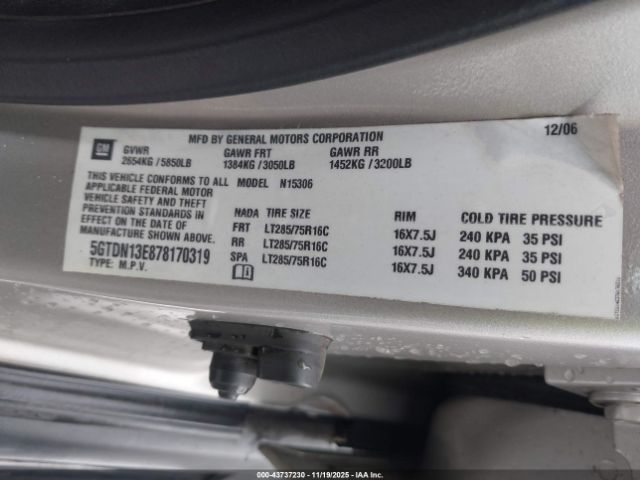 MFD BY GENERAL MOTORS CORPORATION 12/06
GM GVWR GAWR FRT GAWR RR
2654KG / 5850LB 1384KG / 3050LB 1452KG / 3200LB
THIS VEHICLE CONFORMS TO ALL MODEL N15306
APPLICABLE FEDERAL MOTOR
VEHICLE SAFETY AND THEFT
PREVENTION STANDARDS IN
EFFECT ON THE DATE OF
MANUFACTURE SHOWN ABOVE.
5GTDN13E878170319
TYPE: M.P.V.
NADA TIRE SIZE RIM COLD TIRE PRESSURE
FRT LT285/75R16C 16X7.5J 240 KPA 35 PSI
RR LT285/75R16C 16X7.5J 240 KPA 35 PSI
SPA LT285/75R16C 16X7.5J 340 KPA 50 PSI
00-43737230 - 11/19/2025 - IAA Inc.